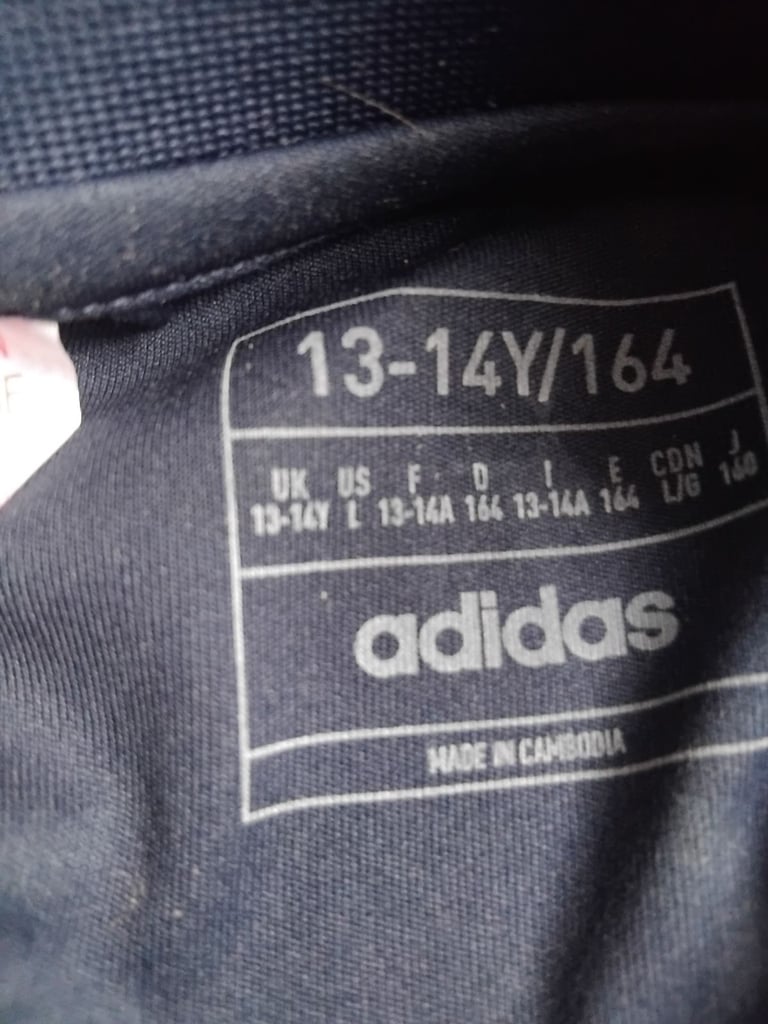 13-14Y/164
UK US F D I E CDN J
13-14Y L 13-14A 164 13-14A 164 L/G 160
adidas
MADE IN CAMBODIA
F